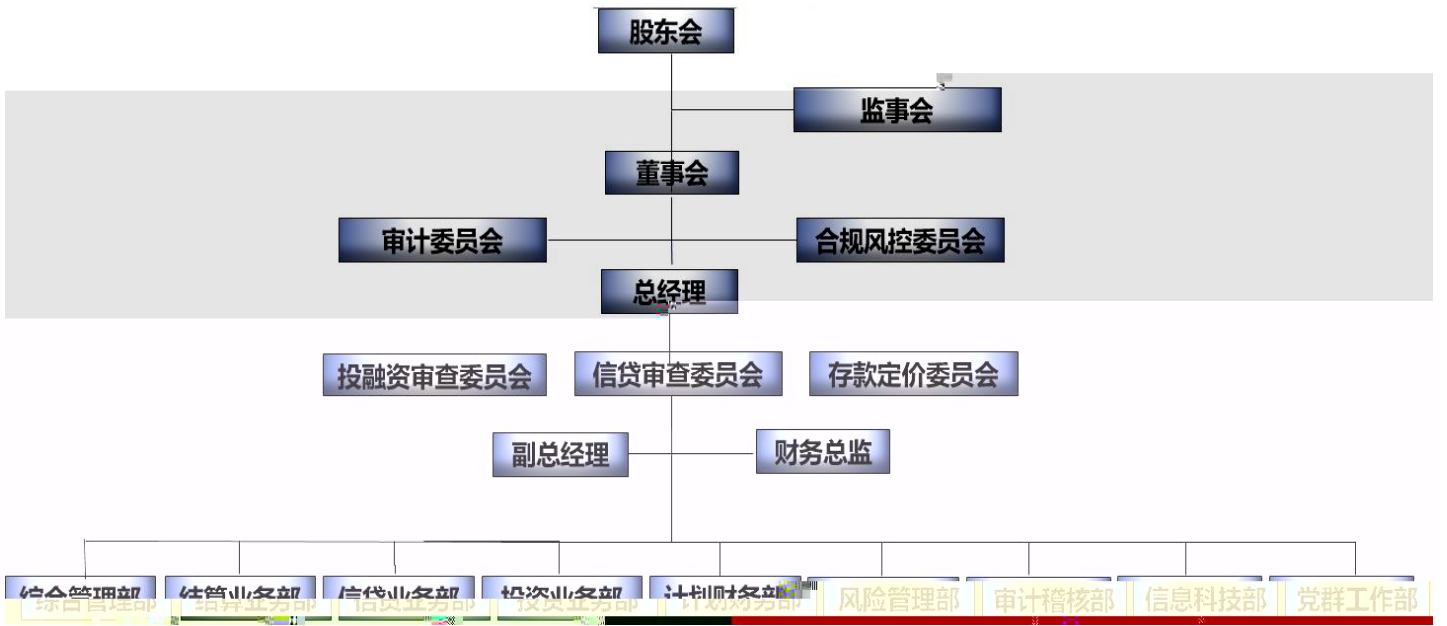 股东会
监事会
董事会
审计委员会 合规风控委员会
总经理
投融资审查委员会 信贷审查委员会 存款定价委员会
副总经理 财务总监
综合管理部 结算业务部 信贷业务部 投资业务部 计划财务部 风险管理部 审计稽核部 信息科技部 党群工作部